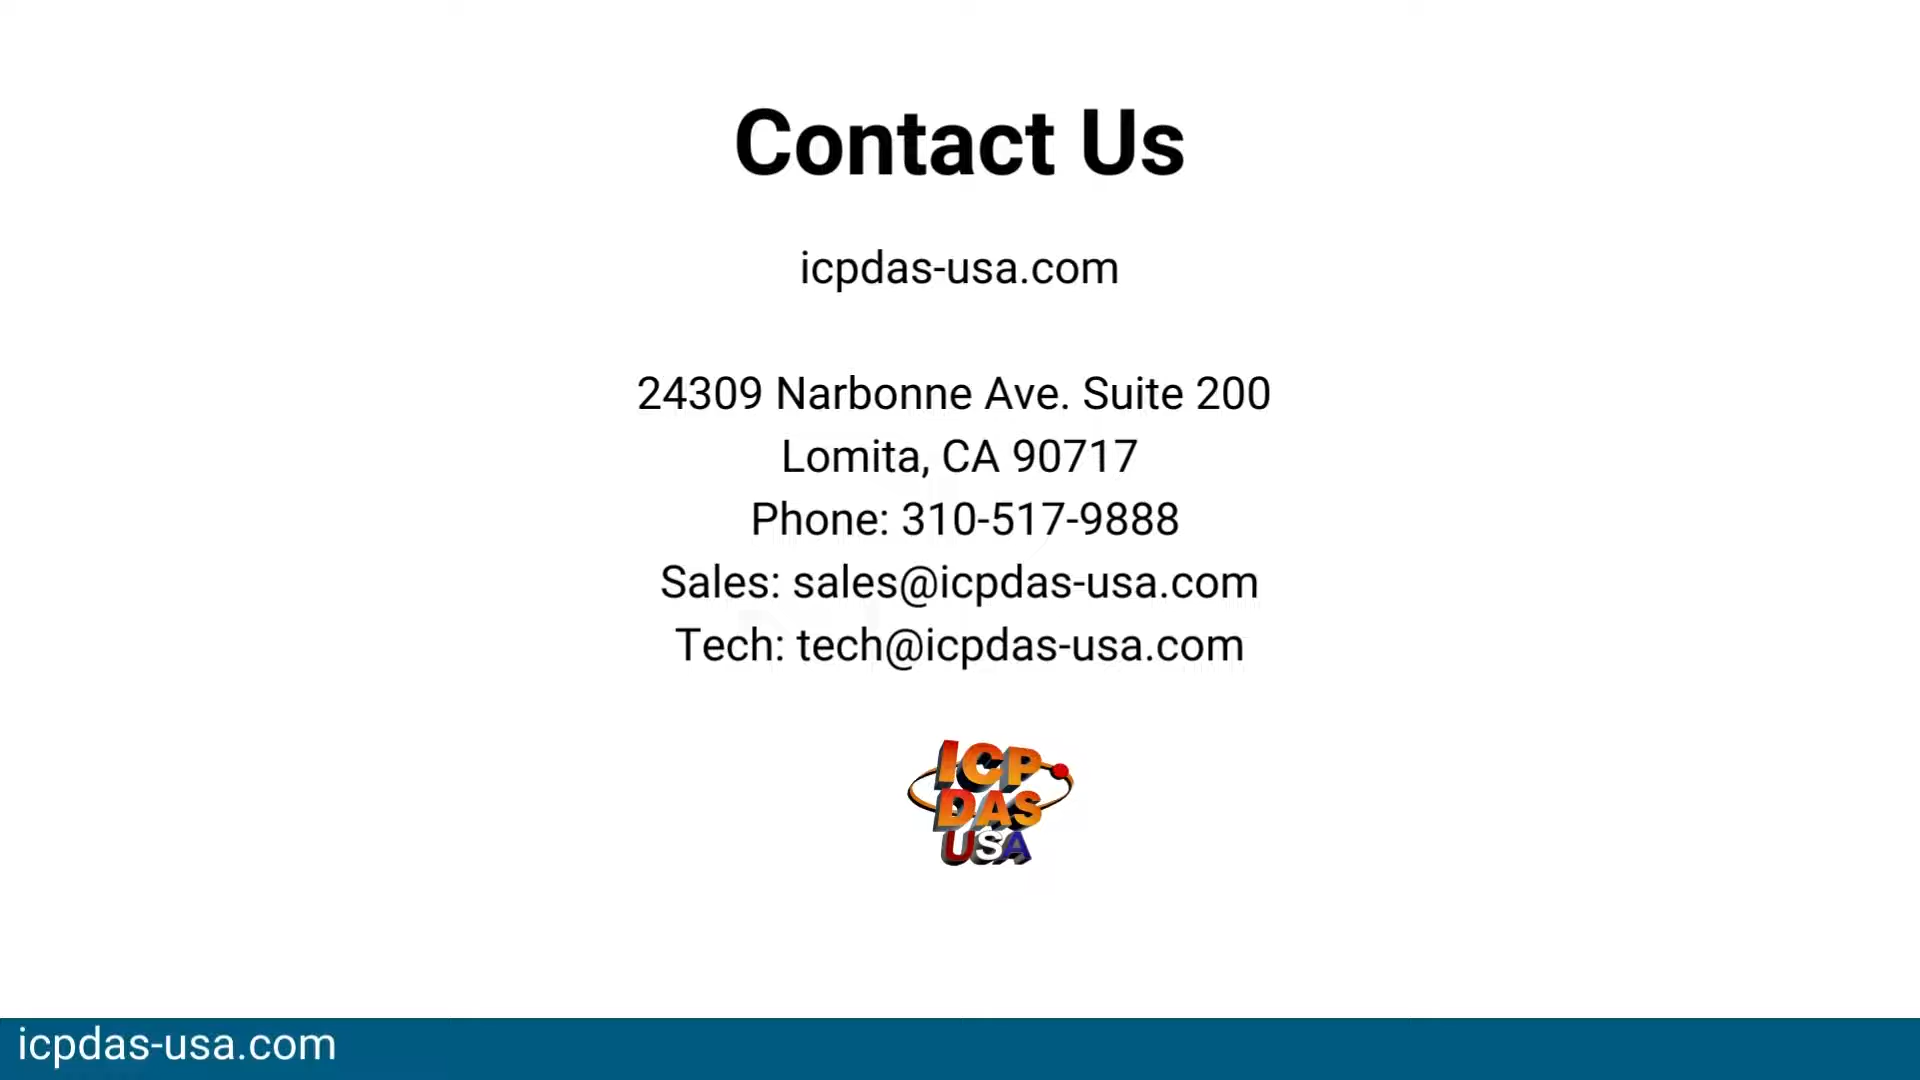 Contact Us
icpdas-usa.com
24309 Narbonne Ave. Suite 200
Lomita, CA 90717
Phone: 310-517-9888
Sales: sales@icpdas-usa.com
Tech: tech@icpdas-usa.com
ICP
DAS
USA
icpdas-usa.com